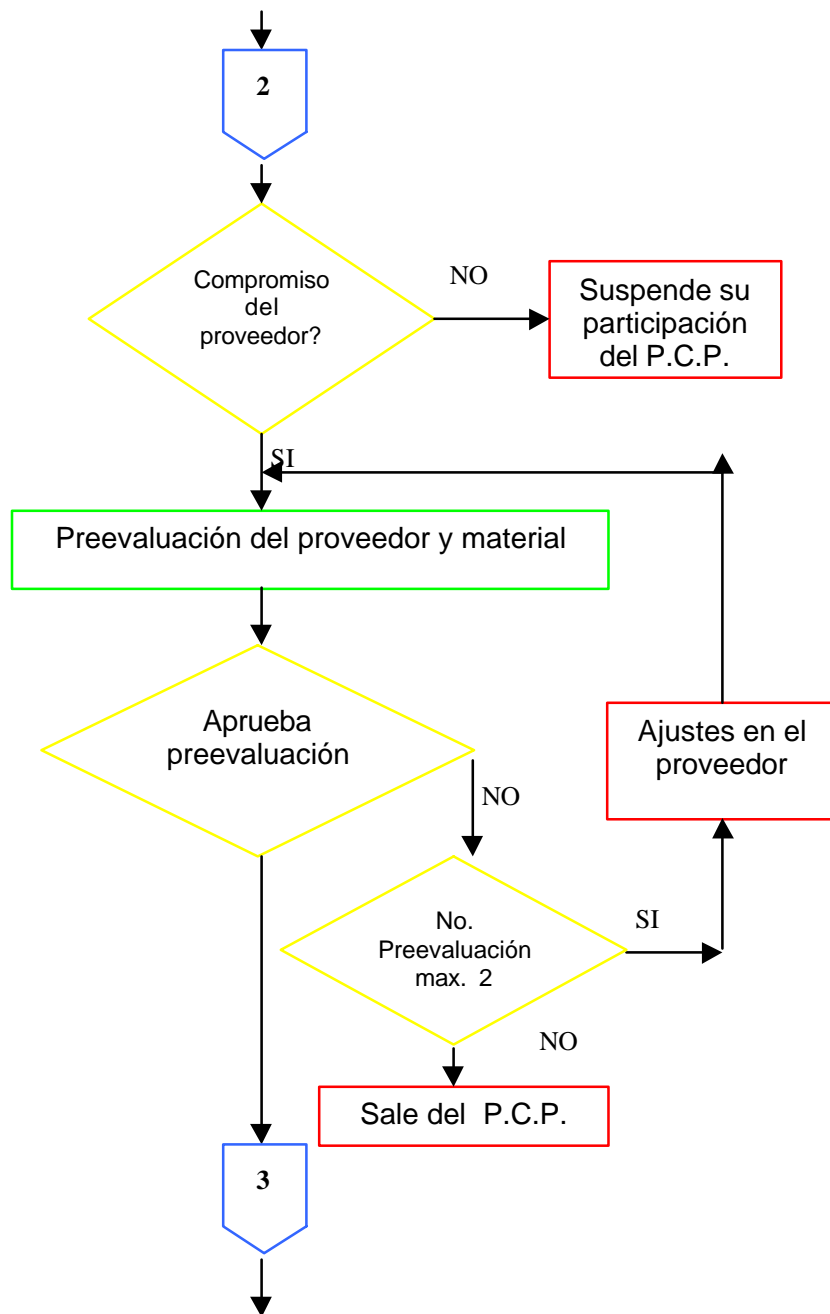 2
Compromiso
del
proveedor?
NO
Suspende su
participación
del P.C.P.
SI
Preevaluación del proveedor y material
Aprueba
preevaluación
Ajustes en el
proveedor
NO
No.
Preevaluación
max. 2
SI
NO
Sale del P.C.P.
3